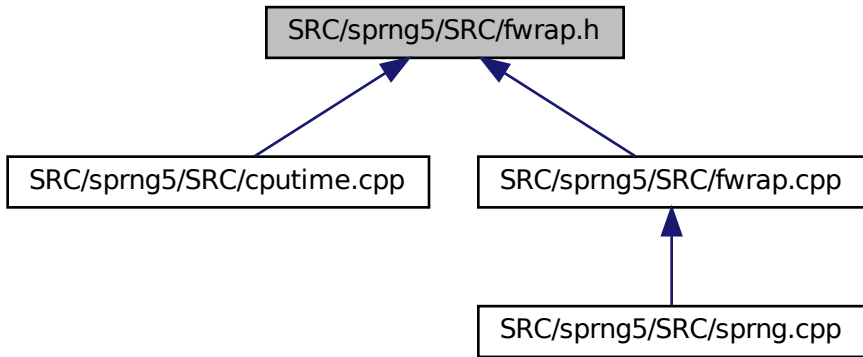 SRC/sprng5/SRC/fwrap.h
SRC/sprng5/SRC/cputime.cpp
SRC/sprng5/SRC/fwrap.cpp
SRC/sprng5/SRC/sprng.cpp